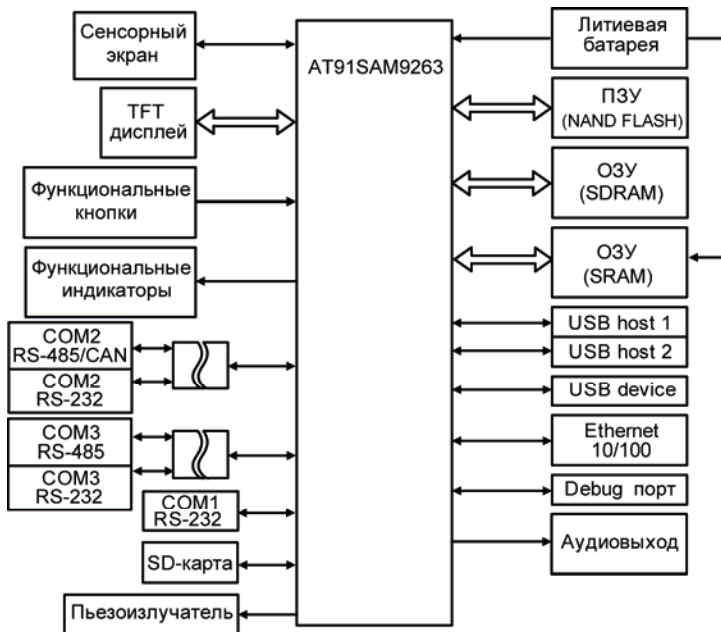 Сенсорный
экран
TFT
дисплей
Функциональные
кнопки
Функциональные
индикаторы
COM2
RS-485/CAN
COM2
RS-232
COM3
RS-485
COM3
RS-232
COM1
RS-232
SD-карта
Пьезоизлучатель
AT91SAM9263
Литиевая
батарея
ПЗУ
(NAND FLASH)
ОЗУ
(SDRAM)
ОЗУ
(SRAM)
USB host 1
USB host 2
USB device
Ethernet
10/100
Debug порт
Аудиовыход